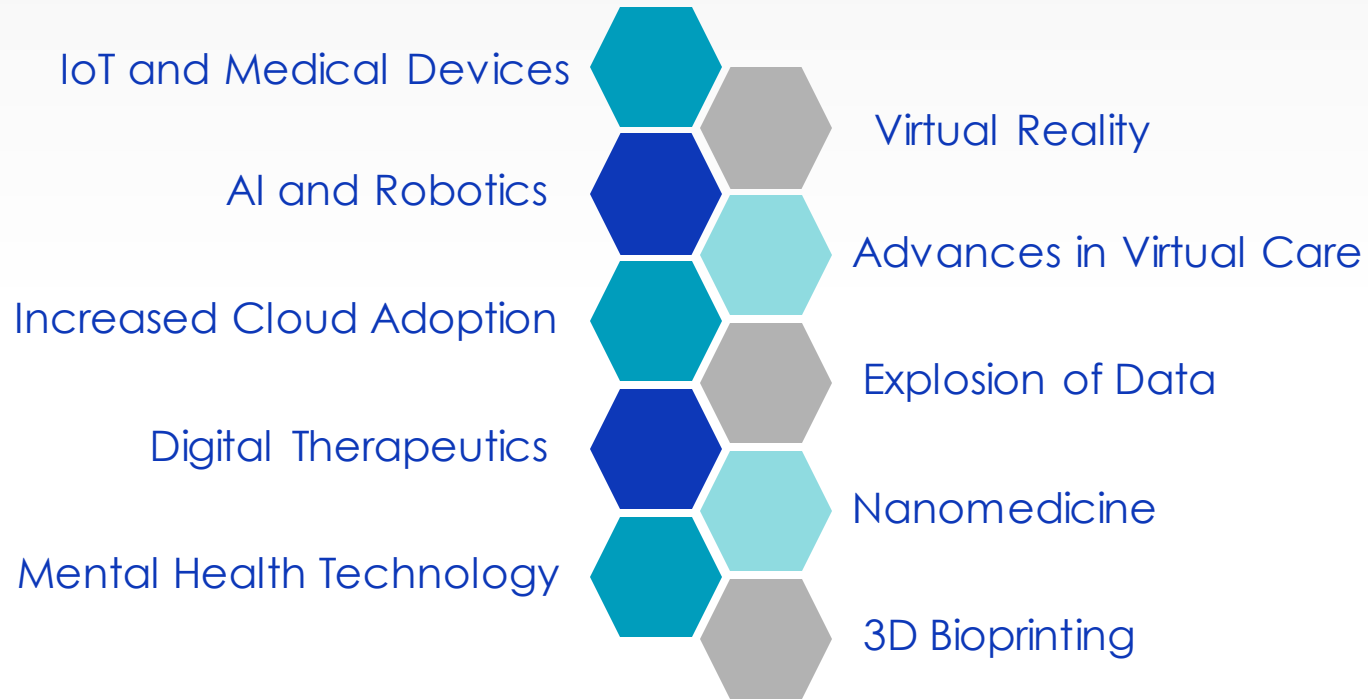 IoT and Medical Devices
Virtual Reality
AI and Robotics
Advances in Virtual Care
Increased Cloud Adoption
Explosion of Data
Digital Therapeutics
Nanomedicine
Mental Health Technology
3D Bioprinting